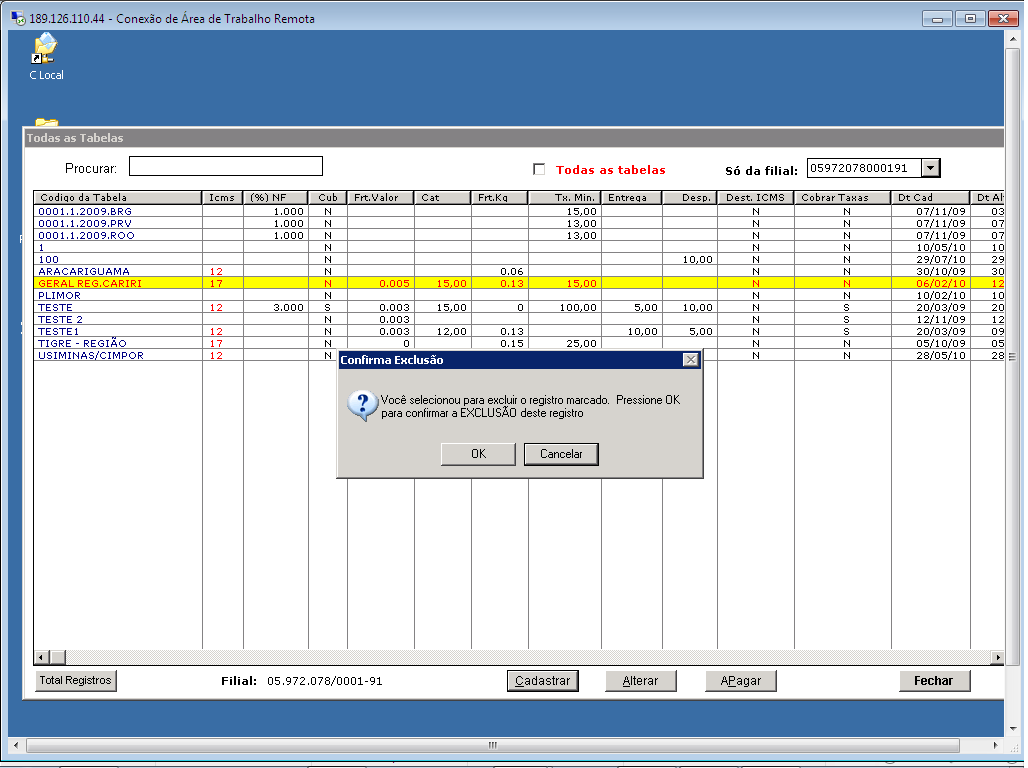 189.126.110.44 - Conexão de Área de Trabalho Remota
C Local
Todas as Tabelas
Procurar:
Todas as tabelas
Só da filial: 05972078000191
Codigo da Tabela Icms (%) NF Cub Frt.Valor Cat Frt.Kg Tx. Min. Entrega Desp. Dest. ICMS Cobrar Taxas Dt Cad Dt Al
0001.1.2009.BRG 1.000 N 15,00 N N 07/11/09 03
0001.1.2009.PRV 1.000 N 13,00 N N 07/11/09 07
0001.1.2009.ROO 1.000 N 13,00 N N 07/11/09 07
1 N N N 10/05/10 10
100 N 10,00 N N 29/07/10 29
ARACARIGUAMA 12 N 0.06 N N 30/10/09 30
GERAL REG.CARIRI 17 N 0.005 15,00 0.13 15,00 N N 06/02/10 12
PLIMOR N N N 10/02/10 10
TESTE 12 3.000 S 0.003 15,00 0 100,00 5,00 10,00 N S 20/03/09 20
TESTE 2 N 0.003 N S 12/11/09 12
TESTE1 12 N 0.003 12,00 0.13 10,00 5,00 N S 20/03/09 09
TIGRE - REGIÃO 17 N 0 0.15 25,00 N N 05/10/09 05
USIMINAS/CIMPOR 12 N N N 28/05/10 28
Confirma Exclusão
Você selecionou para excluir o registro marcado. Pressione OK
para confirmar a EXCLUSÃO deste registro
OK Cancelar
Total Registros Filial: 05.972.078/0001-91 Cadastrar Alterar APagar Fechar